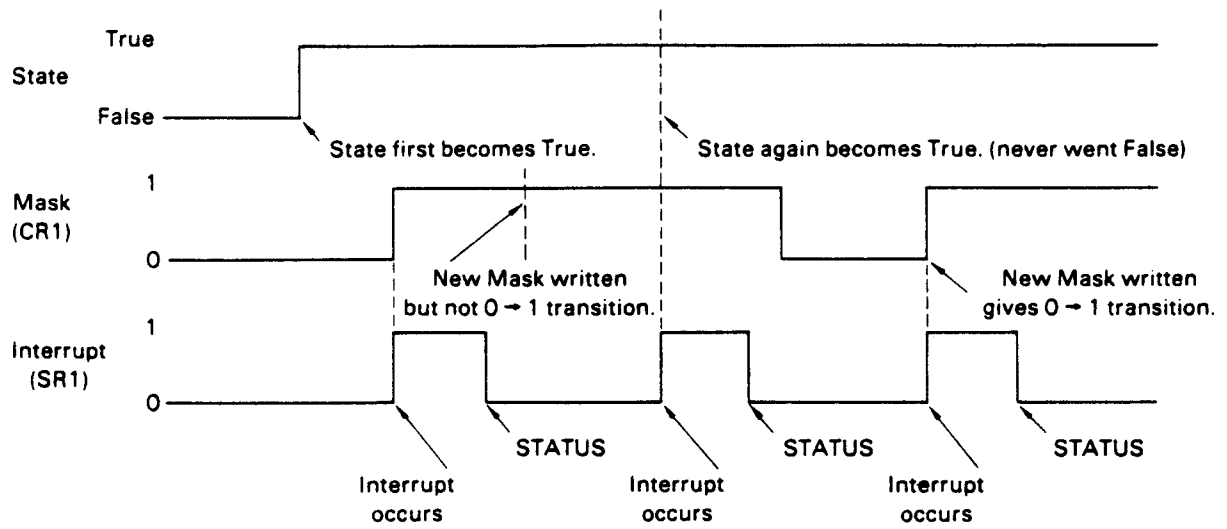 True
State
False
State first becomes True.
State again becomes True. (never went False)
1
Mask
(CR1)
0
New Mask written
but not 0 → 1 transition.
New Mask written
gives 0 → 1 transition.
1
Interrupt
(SR1)
0
STATUS
STATUS
STATUS
Interrupt
occurs
Interrupt
occurs
Interrupt
occurs